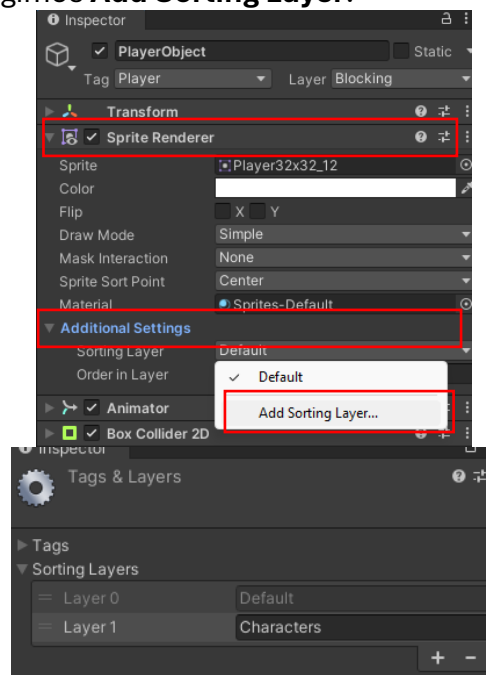 Add Sorting Layer.
Inspector
PlayerObject Static
Tag Player Layer Blocking
Transform
Sprite Renderer
Sprite Player32x32_12
Color
Flip X Y
Draw Mode Simple
Mask Interaction None
Sprite Sort Point Center
Material Sprites-Default
Additional Settings
Sorting Layer Default
Order in Layer
Default
Add Sorting Layer...
Animator
Box Collider 2D
Inspector
Tags & Layers
Tags
Sorting Layers
Layer 0 Default
Layer 1 Characters